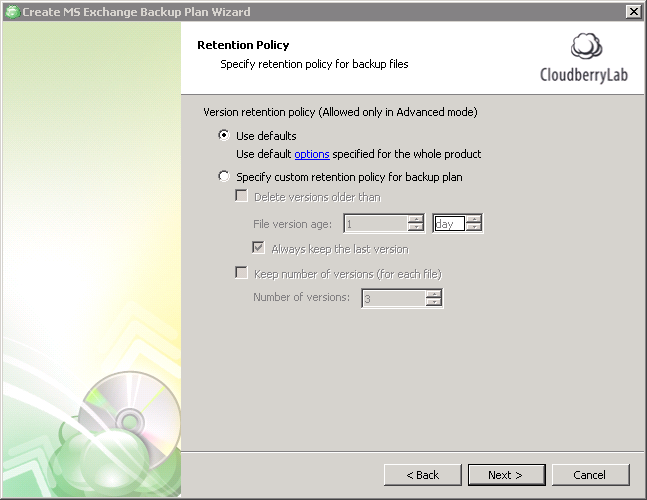 Create MS Exchange Backup Plan Wizard
Retention Policy
Specify retention policy for backup files
CloudberryLab
Version retention policy (Allowed only in Advanced mode)
Use defaults
Use default options specified for the whole product
Specify custom retention policy for backup plan
Delete versions older than
File version age: 1 day
Always keep the last version
Keep number of versions (for each file)
Number of versions: 3
< Back Next > Cancel